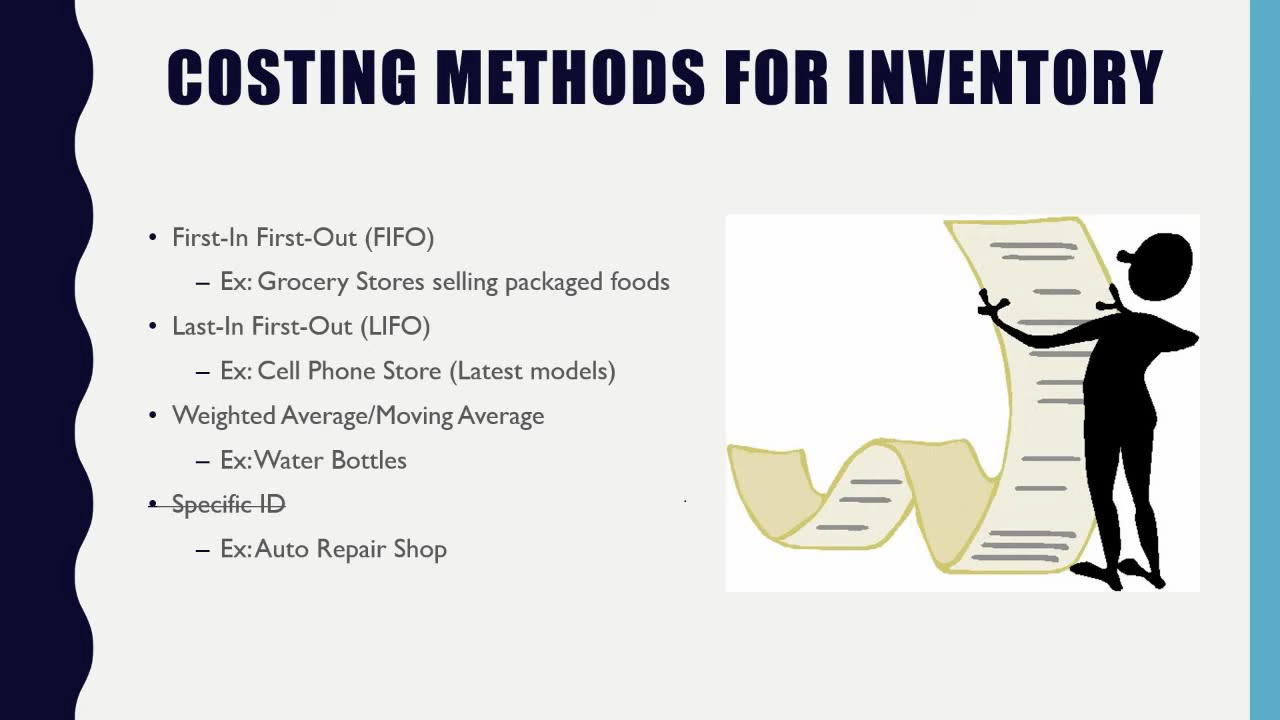 COSTING METHODS FOR INVENTORY
• First-In First-Out (FIFO)
– Ex: Grocery Stores selling packaged foods
• Last-In First-Out (LIFO)
– Ex: Cell Phone Store (Latest models)
• Weighted Average/Moving Average
– Ex: Water Bottles
• Specific ID
– Ex: Auto Repair Shop